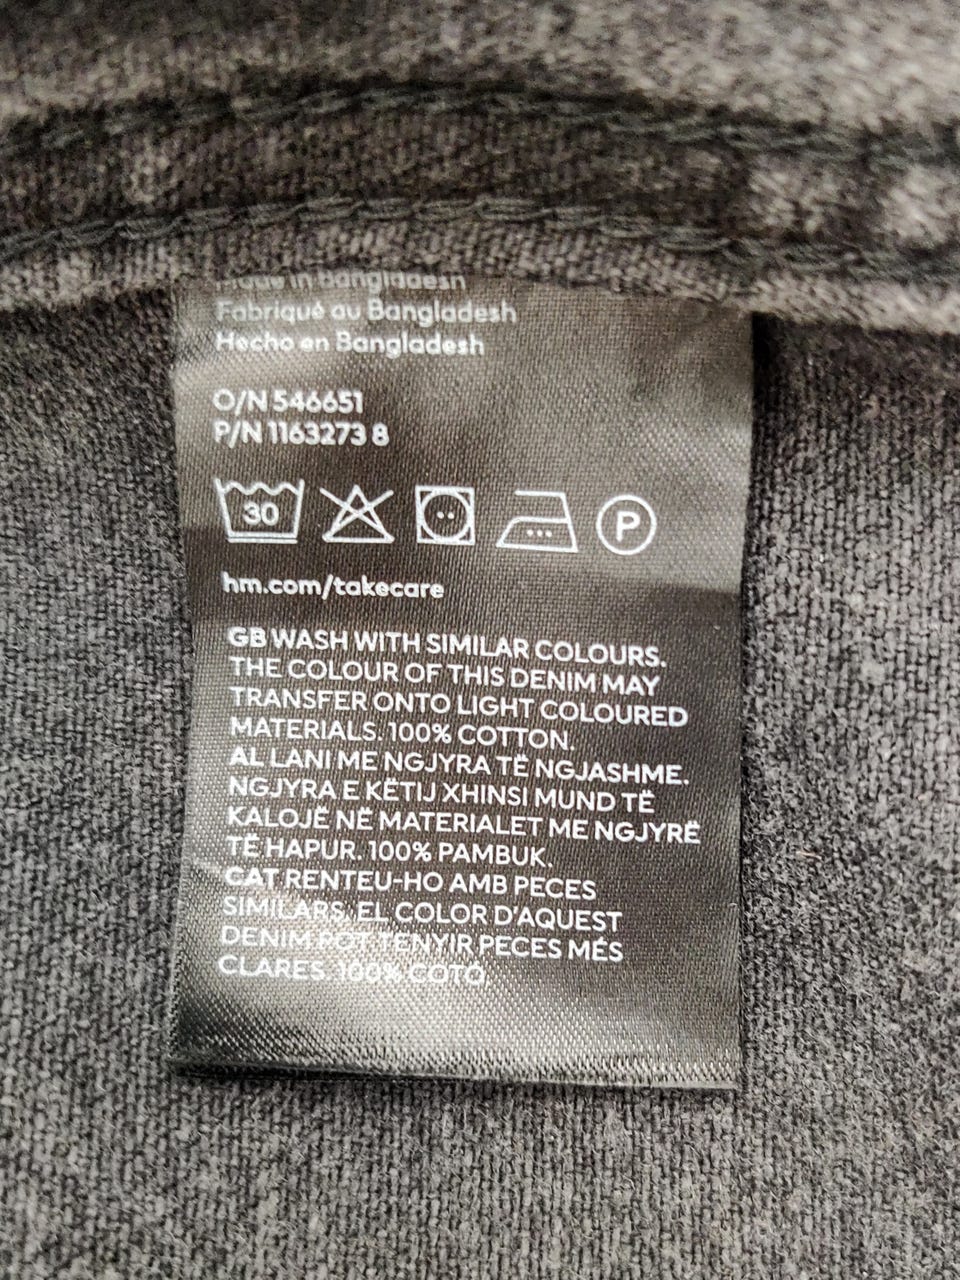 Made in Bangladesh
Fabriqué au Bangladesh
Hecho en Bangladesh
O/N 546651
P/N 1163273 8
30 P
hm.com/takecare
GB WASH WITH SIMILAR COLOURS.
THE COLOUR OF THIS DENIM MAY
TRANSFER ONTO LIGHT COLOURED
MATERIALS. 100% COTTON.
AL LANI ME NGJYRA TË NGJASHME.
NGJYRA E KËTIJ XHINSI MUND TË
KALOJË NË MATERIALET ME NGJYRË
TË HAPUR. 100% PAMBUK.
CAT RENTEU-HO AMB PECES
SIMILARS. EL COLOR D'AQUEST
DENIM POT TENYIR PECES MÉS
CLARES. 100% COTÓ.